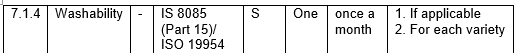 7.1.4 Washability - IS 8085 S One once a 1. If applicable
(Part 15)/ month 2. For each variety
ISO 19954